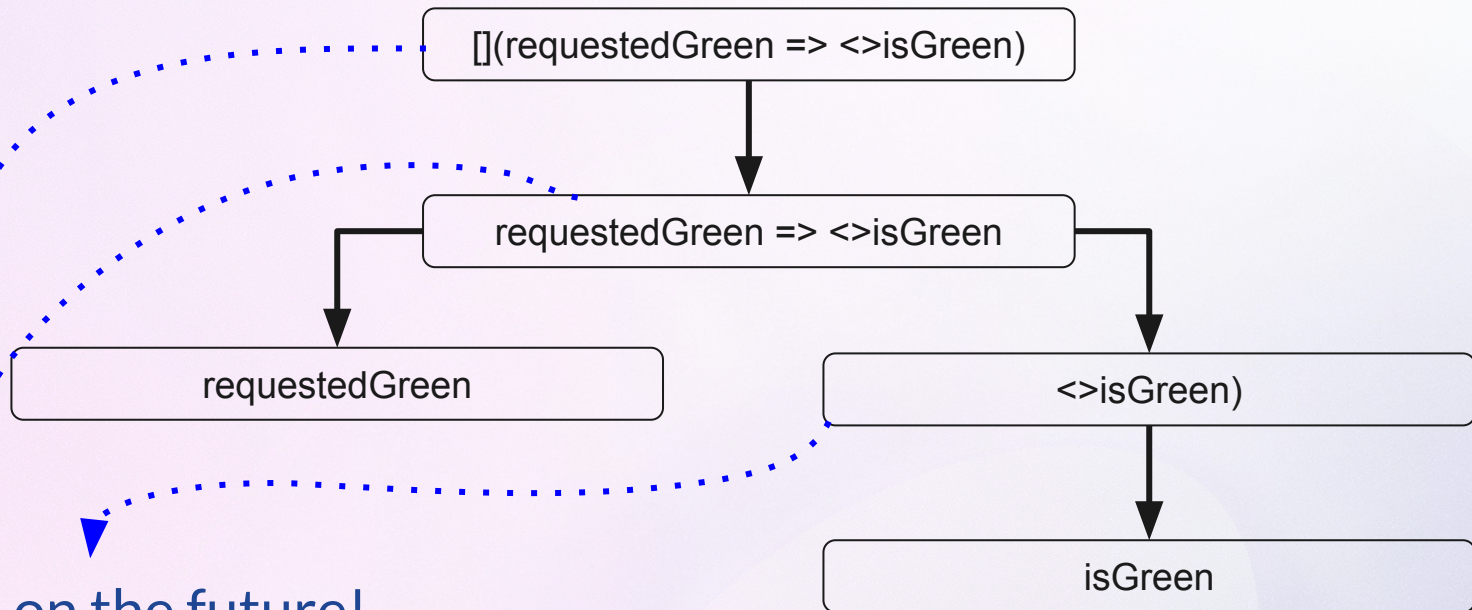 [](requestedGreen => <>isGreen)
requestedGreen => <>isGreen
requestedGreen
<>isGreen)
isGreen
on the future!